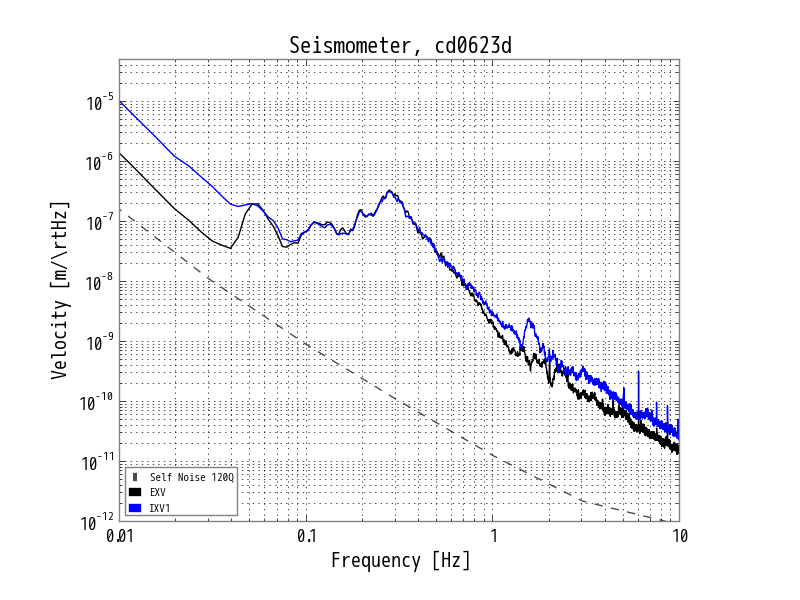 Seismometer, cd0623d
Velocity [m/\rtHz]
10^-5
10^-6
10^-7
10^-8
10^-9
10^-10
10^-11
10^-12
Self Noise 120Q
EXV
IXV1
0.01 0.1 1 10
Frequency [Hz]